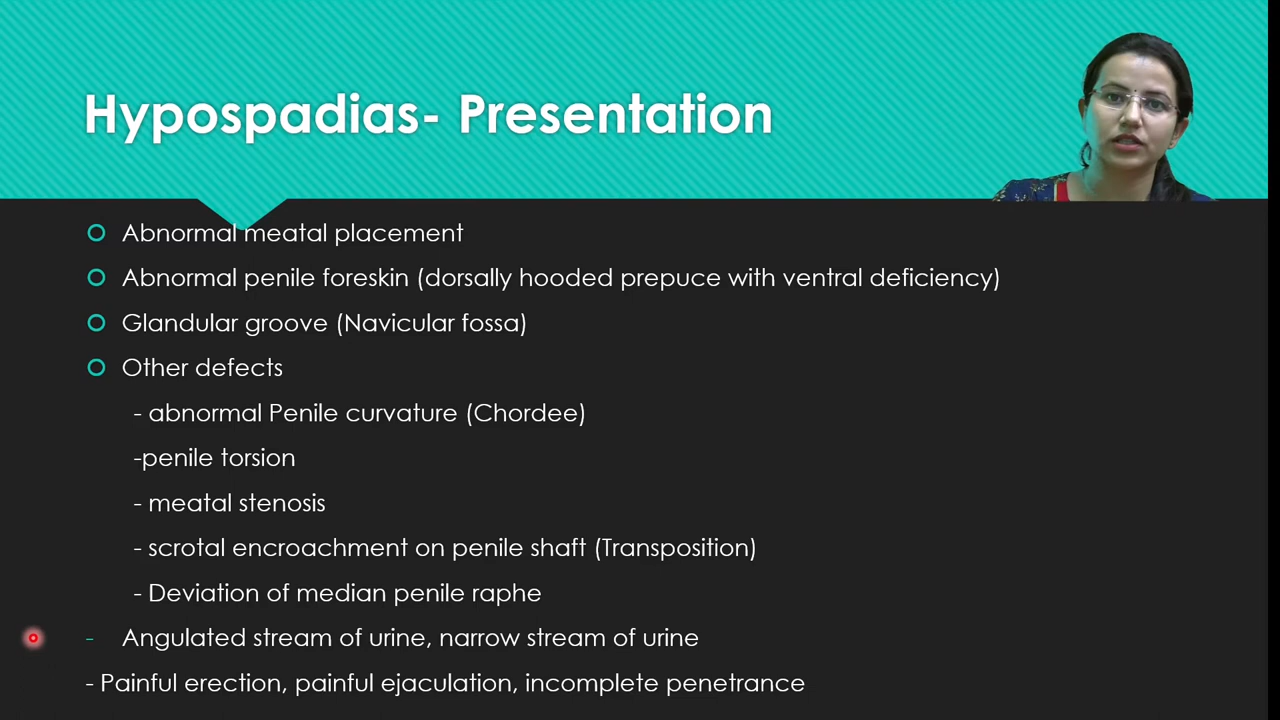 Hypospadias- Presentation
Abnormal meatal placement
Abnormal penile foreskin (dorsally hooded prepuce with ventral deficiency)
Glandular groove (Navicular fossa)
Other defects
- abnormal Penile curvature (Chordee)
-penile torsion
- meatal stenosis
- scrotal encroachment on penile shaft (Transposition)
- Deviation of median penile raphe
- Angulated stream of urine, narrow stream of urine
- Painful erection, painful ejaculation, incomplete penetrance